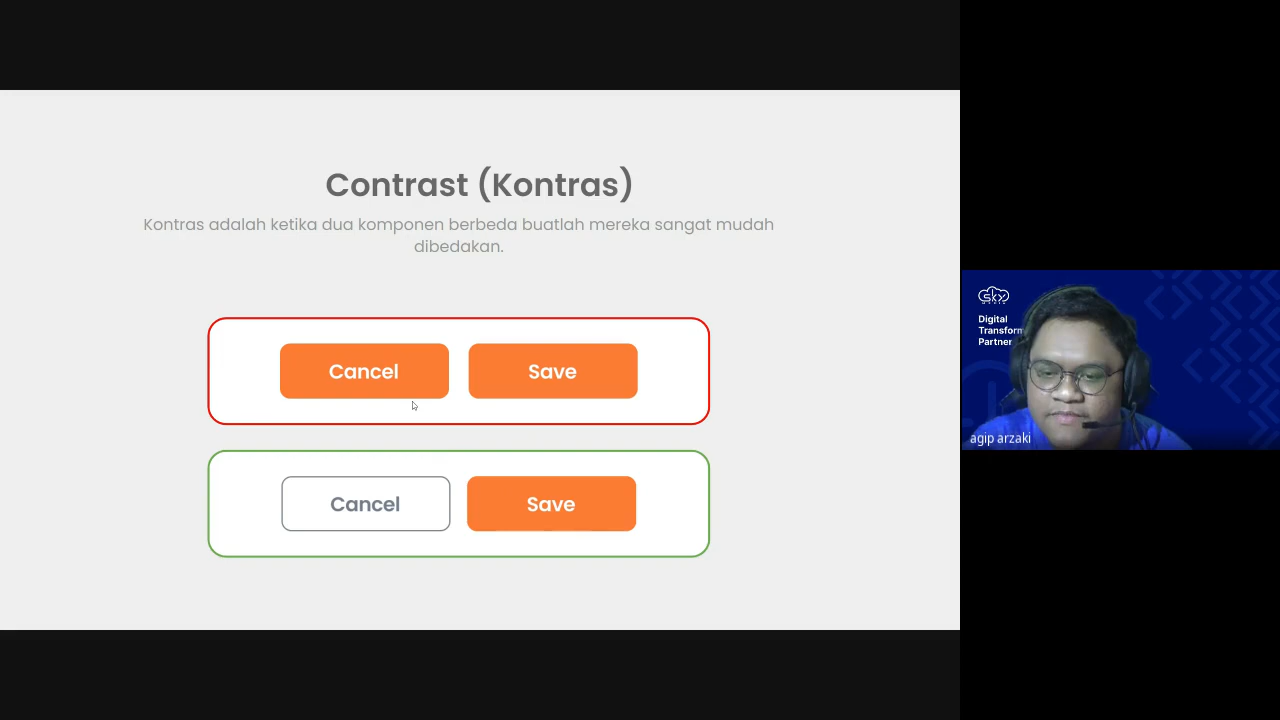 Contrast (Kontras)
Kontras adalah ketika dua komponen berbeda buatlah mereka sangat mudah
dibedakan.
Cancel
Save
Cancel
Save
sky
Digital
Transform
Partner
agip arzaki